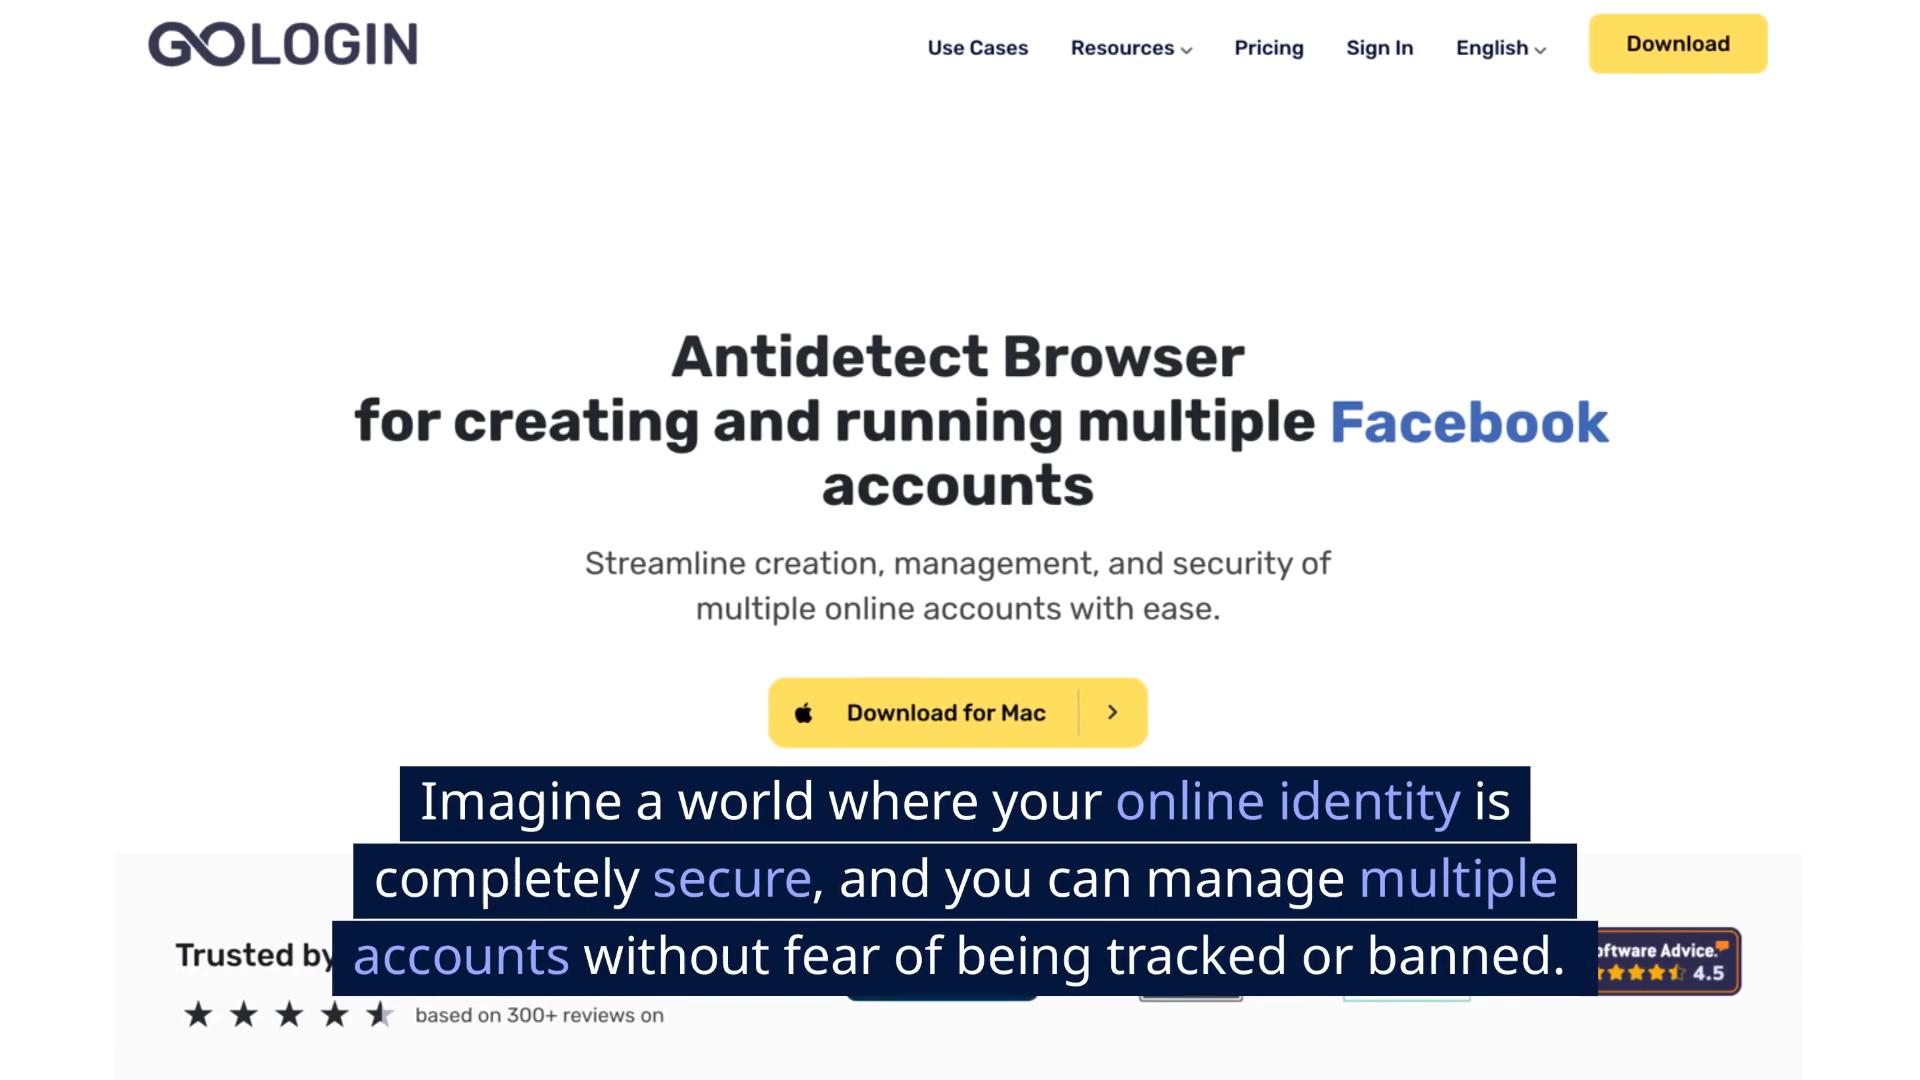 GOLOGIN
Use Cases
Resources
Pricing
Sign In
English
Download
Antidetect Browser
for creating and running multiple Facebook
accounts
Streamline creation, management, and security of
multiple online accounts with ease.
Download for Mac
Imagine a world where your online identity is
completely secure, and you can manage multiple
accounts without fear of being tracked or banned.
Trusted by
oftware Advice.
4.5
based on 300+ reviews on